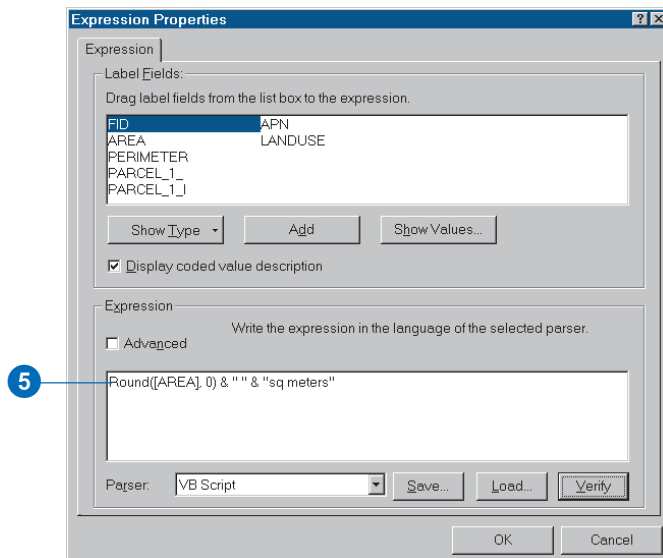 Expression Properties
Expression
Label Fields:
Drag label fields from the list box to the expression.
FID APN
AREA LANDUSE
PERIMETER
PARCEL_1_
PARCEL_1_I
Show Type Add Show Values...
Display coded value description
Expression
Write the expression in the language of the selected parser.
Advanced
5
Round([AREA], 0) & " " & "sq meters"
Parser: VB Script Save... Load... Verify
OK Cancel